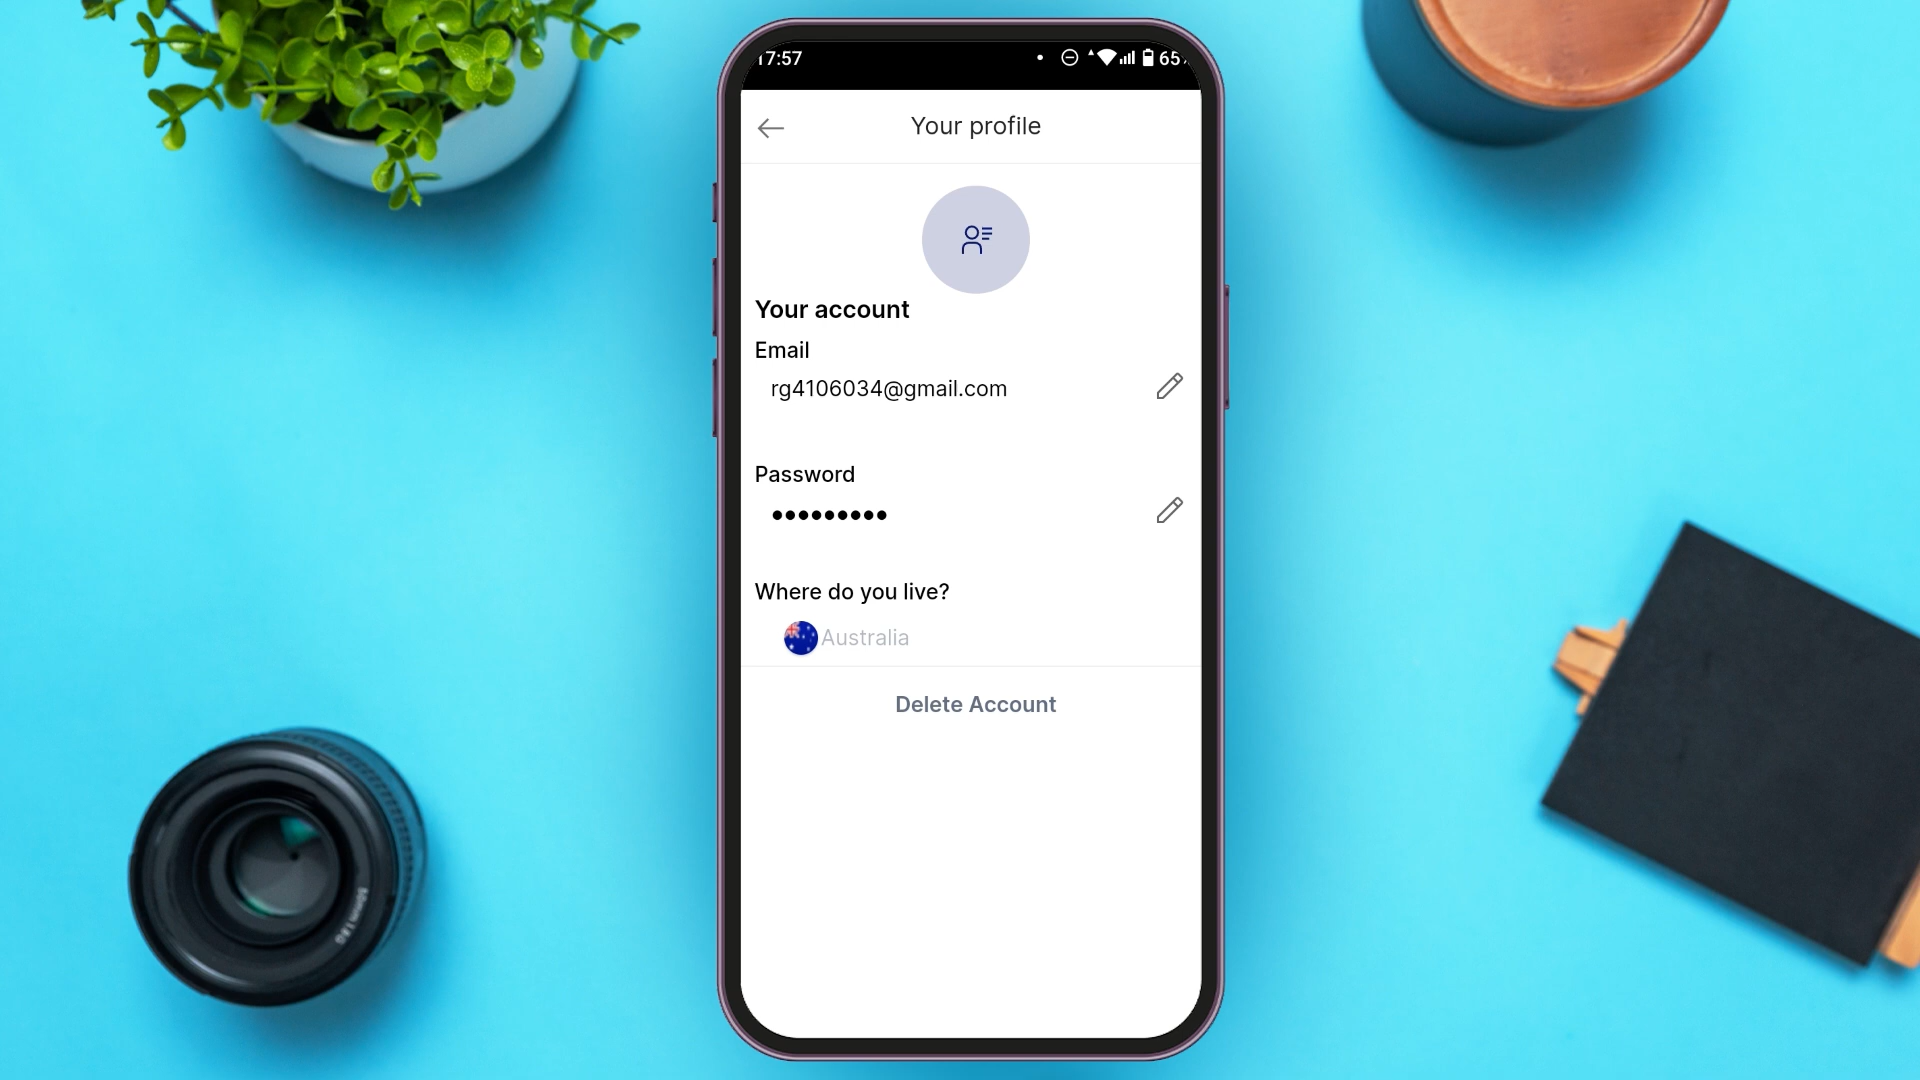 17:57
65
Your profile
Your account
Email
rg4106034@gmail.com
Password
•••••••••
Where do you live?
Australia
Delete Account